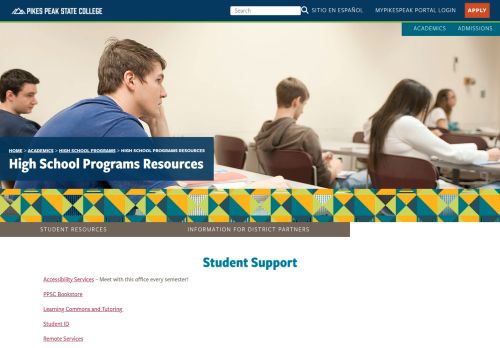 PIKES PEAK STATE COLLEGE
Search
SITIO EN ESPAÑOL
MYPIKESPEAK PORTAL LOGIN
APPLY
ACADEMICS
ADMISSIONS
HOME > ACADEMICS > HIGH SCHOOL PROGRAMS > HIGH SCHOOL PROGRAMS RESOURCES
High School Programs Resources
STUDENT RESOURCES
INFORMATION FOR DISTRICT PARTNERS
Student Support
Accessibility Services – Meet with this office every semester!
PPSC Bookstore
Learning Commons and Tutoring
Student ID
Remote Services